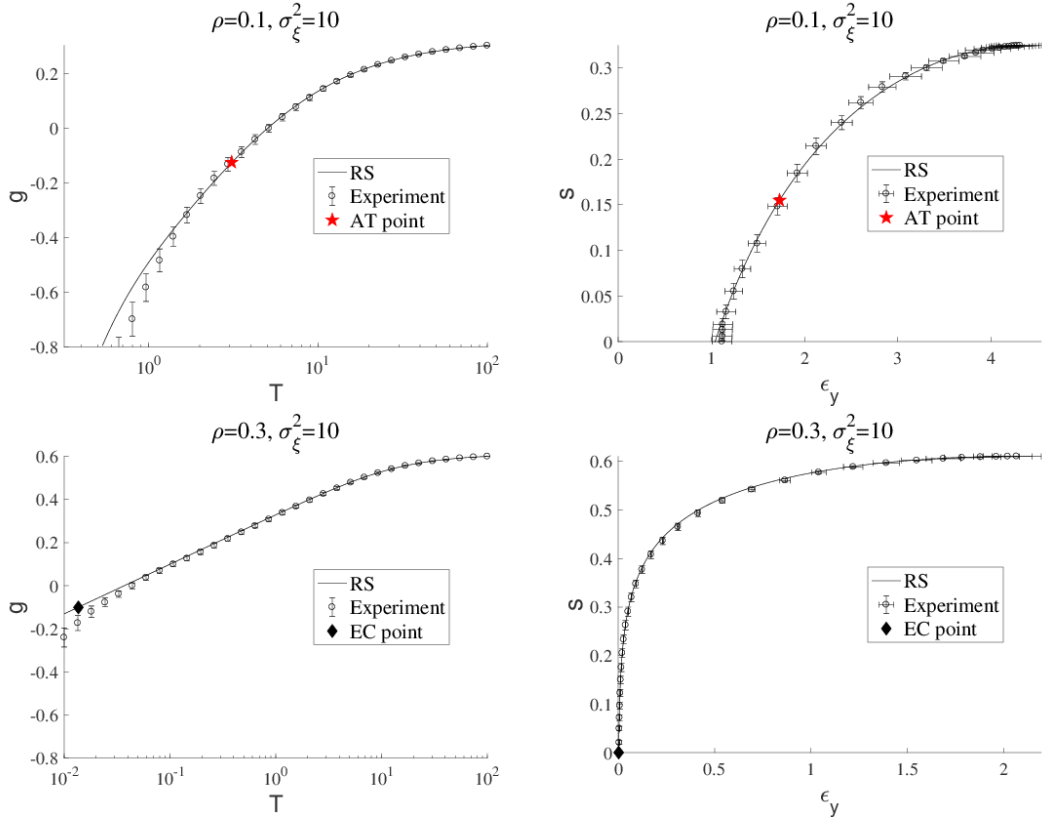 ρ=0.1, σ_ξ^2=10
g
0.2
0
-0.2
-0.4
-0.6
-0.8
10^0
10^1
10^2
T
RS
Experiment
AT point
ρ=0.1, σ_ξ^2=10
s
0.3
0.25
0.2
0.15
0.1
0.05
0
0
1
2
3
4
ϵ_y
RS
Experiment
AT point
ρ=0.3, σ_ξ^2=10
g
0.6
0.4
0.2
0
-0.2
-0.4
-0.6
-0.8
10^-2
10^-1
10^0
10^1
10^2
T
RS
Experiment
EC point
ρ=0.3, σ_ξ^2=10
s
0.6
0.5
0.4
0.3
0.2
0.1
0
0
0.5
1
1.5
2
ϵ_y
RS
Experiment
EC point